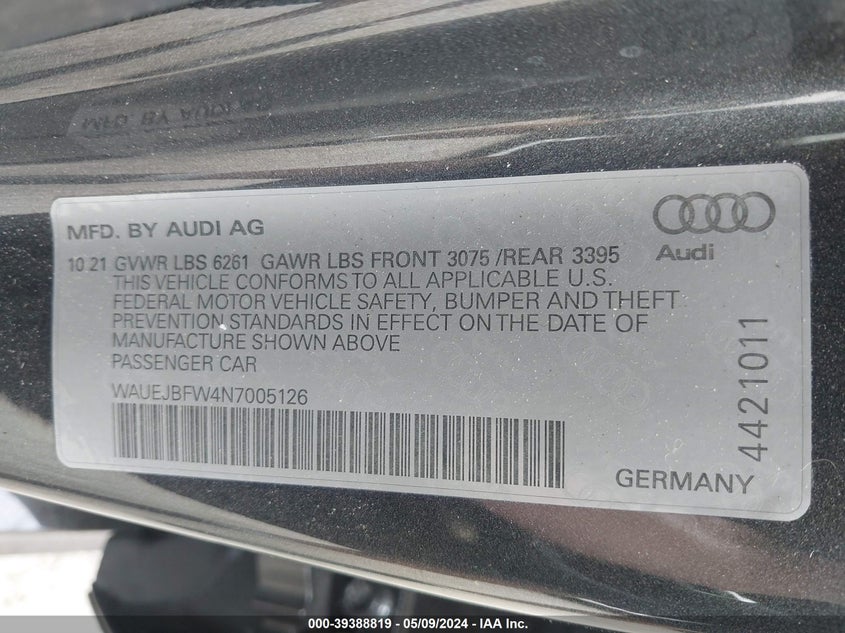 MFD. BY AUDI AG
Audi
10.21 GVWR LBS 6261 GAWR LBS FRONT 3075 /REAR 3395
THIS VEHICLE CONFORMS TO ALL APPLICABLE U.S.
FEDERAL MOTOR VEHICLE SAFETY, BUMPER AND THEFT
PREVENTION STANDARDS IN EFFECT ON THE DATE OF
MANUFACTURE SHOWN ABOVE
PASSENGER CAR
WAUEJBFW4N7005126
GERMANY
4421011
000-39388819 - 05/09/2024 - IAA Inc.